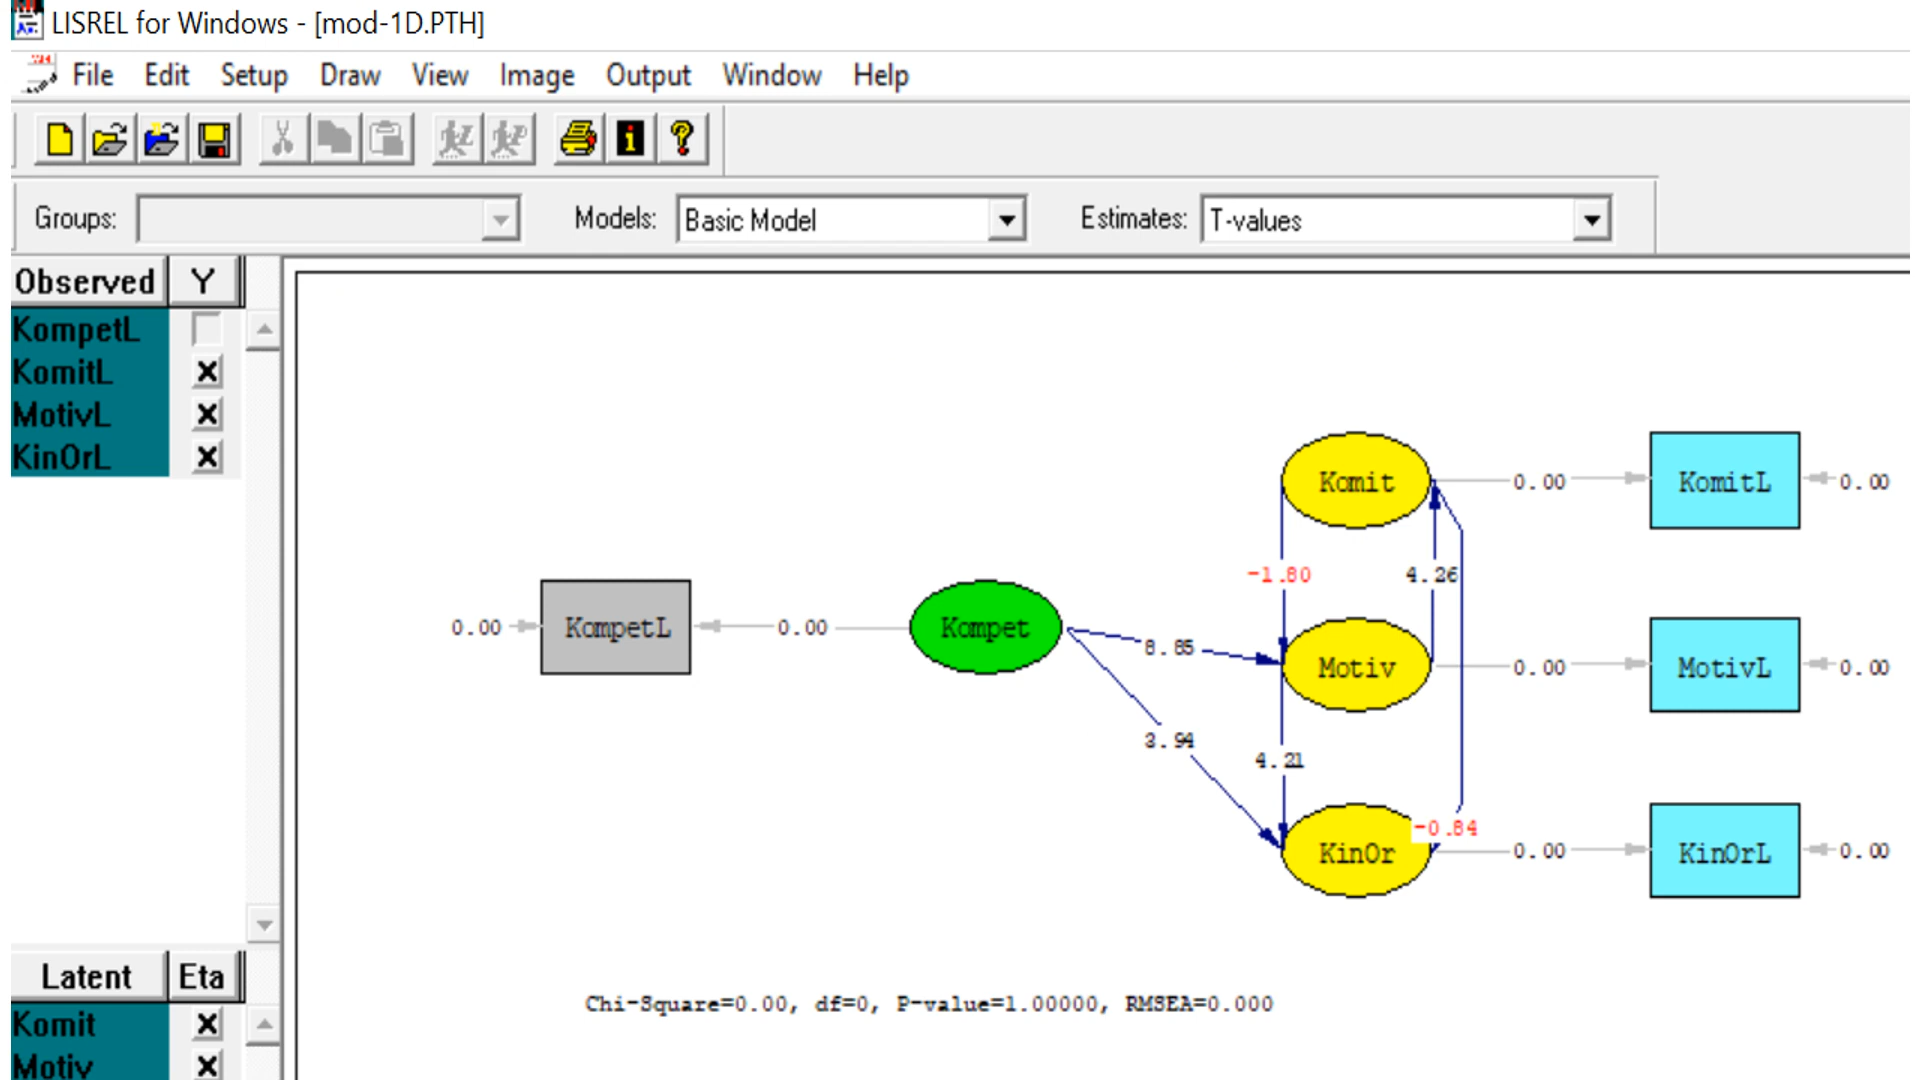 LISREL for Windows - [mod-1D.PTH]
File Edit Setup Draw View Image Output Window Help
Groups: Models: Basic Model Estimates: T-values
Observed Y
KompetL
KomitL X
MotivL X
KinOrL X
Komit 0.00 KomitL 0.00
-1.80 4.26
0.00 KompetL 0.00 Kompet
8.85 Motiv 0.00 MotivL 0.00
3.94 4.21
-0.84
KinOr 0.00 KinOrL 0.00
Latent Eta
Komit X
Motiv X
Chi-Square=0.00, df=0, P-value=1.00000, RMSEA=0.000